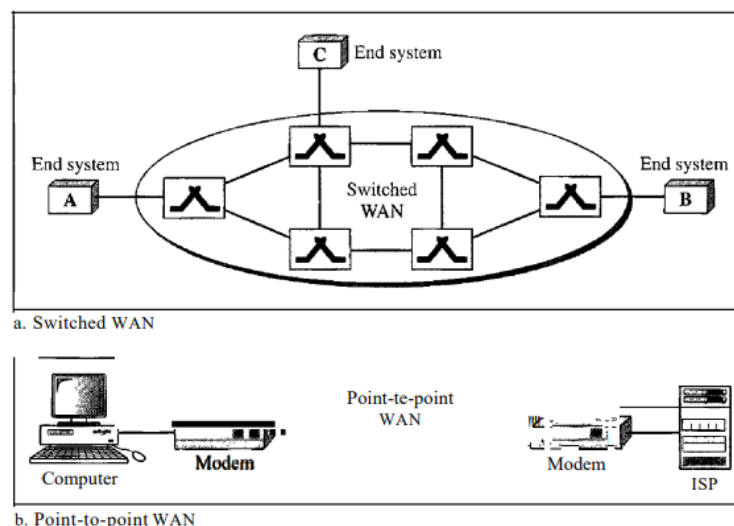 C End system
End system
A
Switched
WAN
End system
B
a. Switched WAN
Point-te-point
WAN
Computer
Modem
Modem
ISP
b. Point-to-point WAN